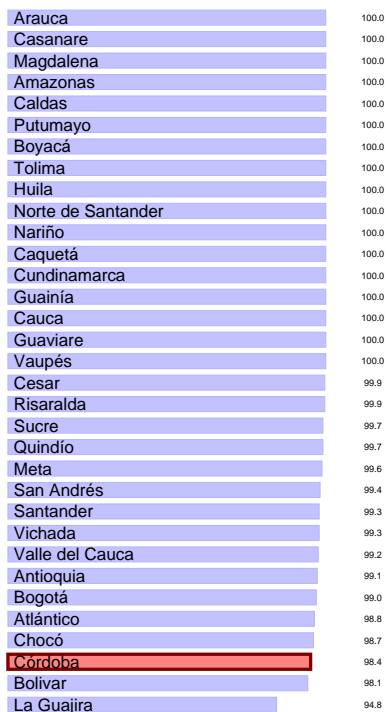 Arauca 100.0
Casanare 100.0
Magdalena 100.0
Amazonas 100.0
Caldas 100.0
Putumayo 100.0
Boyacá 100.0
Tolima 100.0
Huila 100.0
Norte de Santander 100.0
Nariño 100.0
Caquetá 100.0
Cundinamarca 100.0
Guainía 100.0
Cauca 100.0
Guaviare 100.0
Vaupés 100.0
Cesar 99.9
Risaralda 99.9
Sucre 99.7
Quindío 99.7
Meta 99.6
San Andrés 99.4
Santander 99.3
Vichada 99.3
Valle del Cauca 99.2
Antioquia 99.1
Bogotá 99.0
Atlántico 98.8
Chocó 98.7
Córdoba 98.4
Bolivar 98.1
La Guajira 94.8